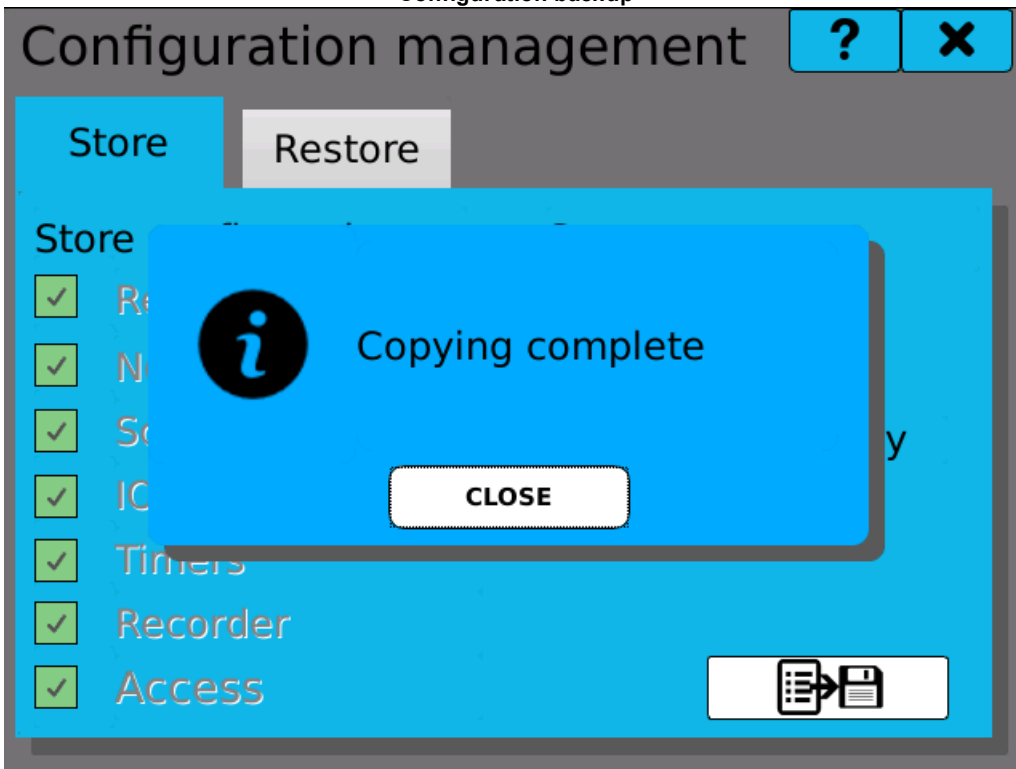 Configuration backup
Configuration management ? ×
Store Restore
Store
i Copying complete
y
CLOSE
Timers
Recorder
Access